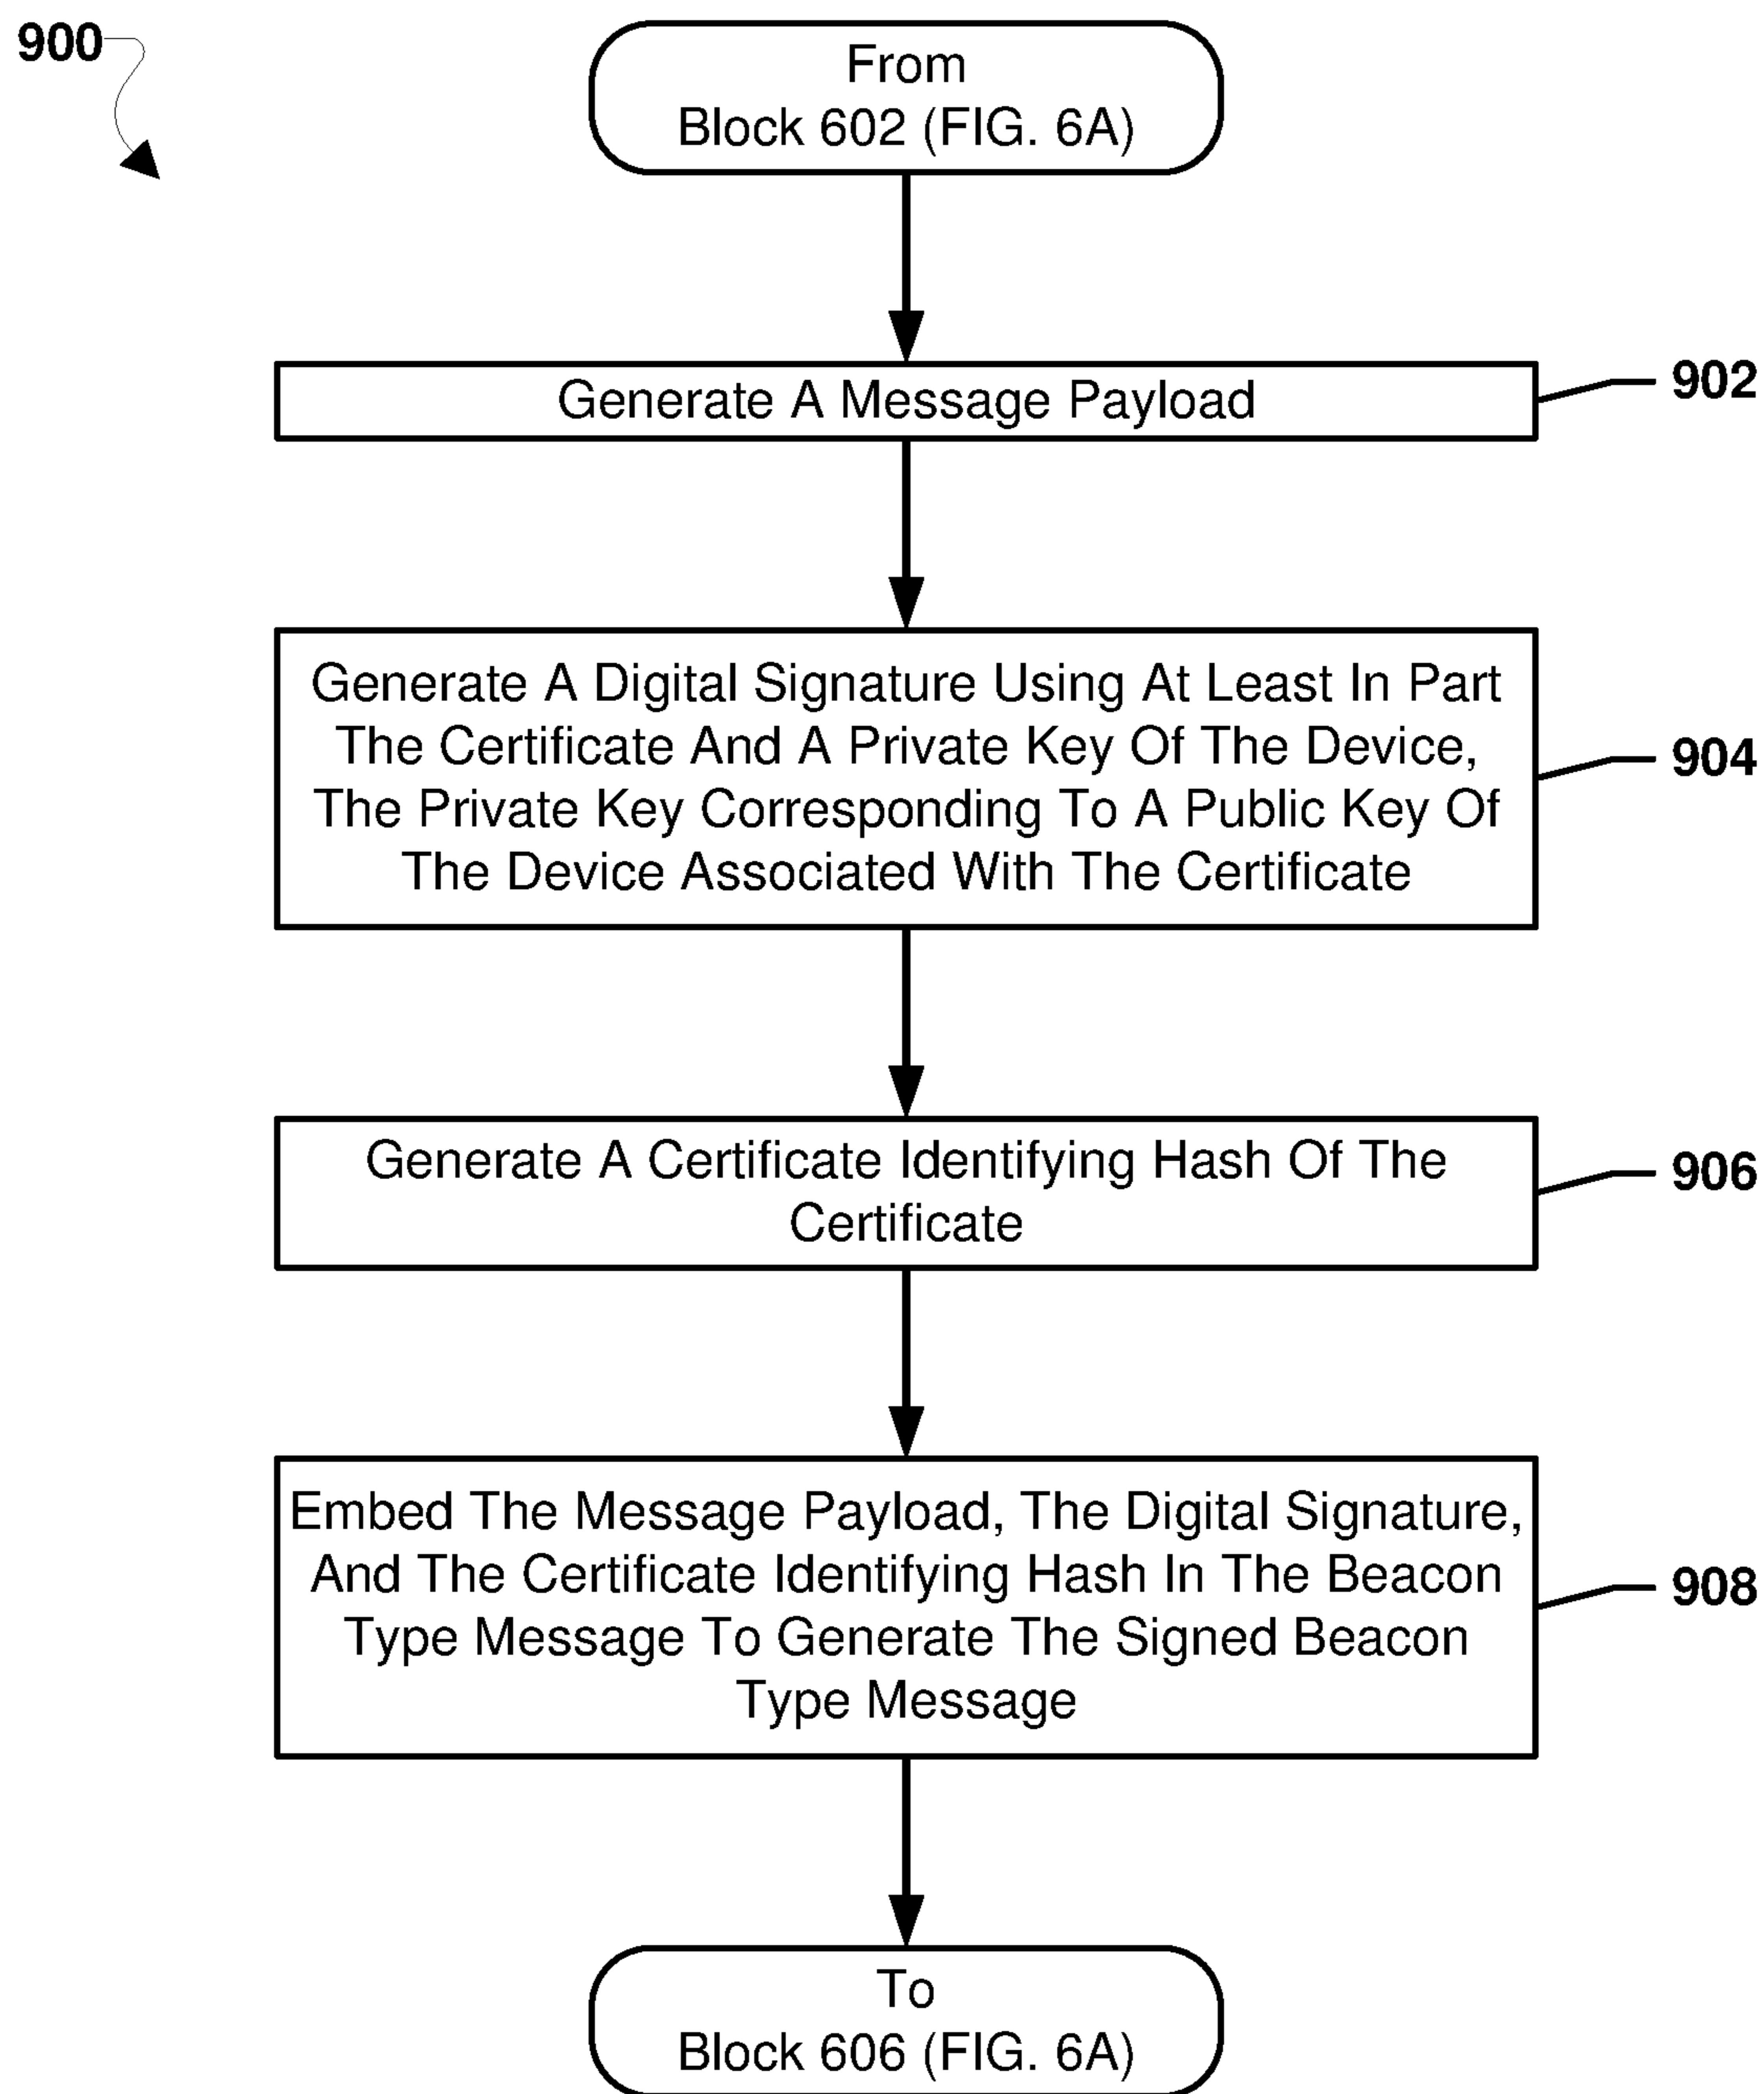 900
From
Block 602 (FIG. 6A)
Generate A Message Payload
902
Generate A Digital Signature Using At Least In Part
The Certificate And A Private Key Of The Device,
The Private Key Corresponding To A Public Key Of
The Device Associated With The Certificate
904
Generate A Certificate Identifying Hash Of The
Certificate
906
Embed The Message Payload, The Digital Signature,
And The Certificate Identifying Hash In The Beacon
Type Message To Generate The Signed Beacon
Type Message
908
To
Block 606 (FIG. 6A)